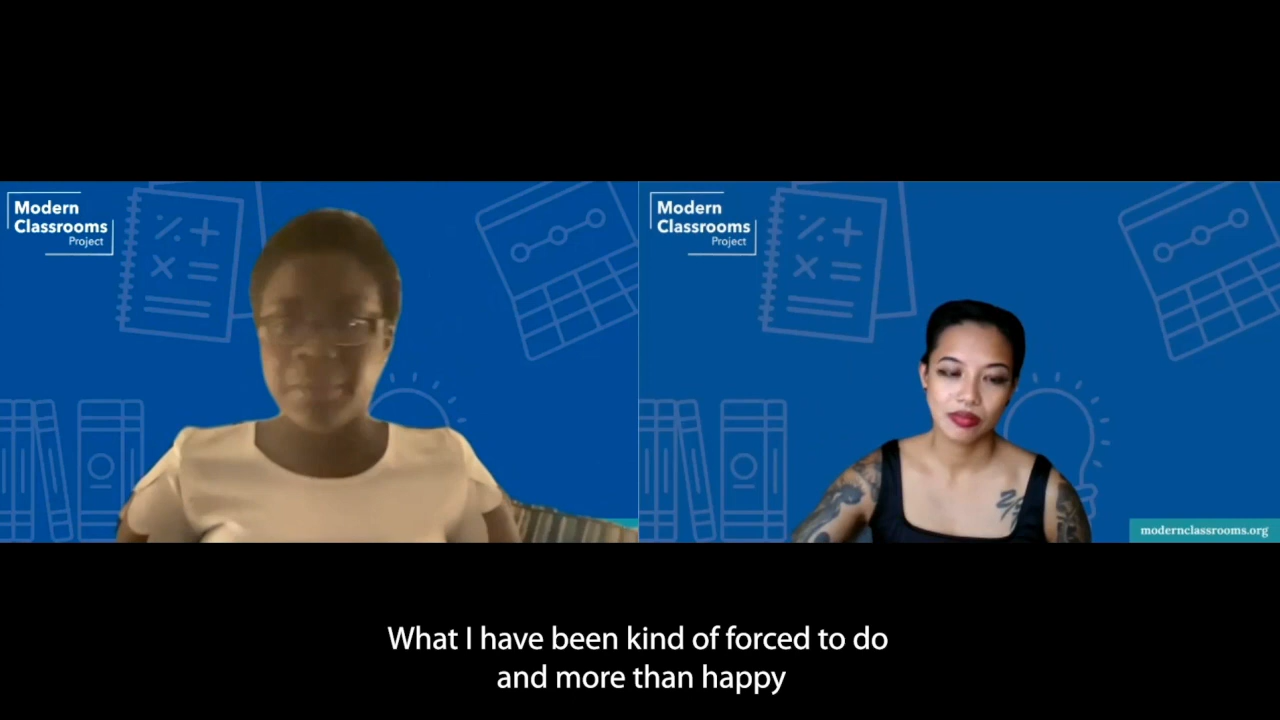 Modern
Classrooms
Project
Modern
Classrooms
Project
modernclassrooms.org
What I have been kind of forced to do
and more than happy